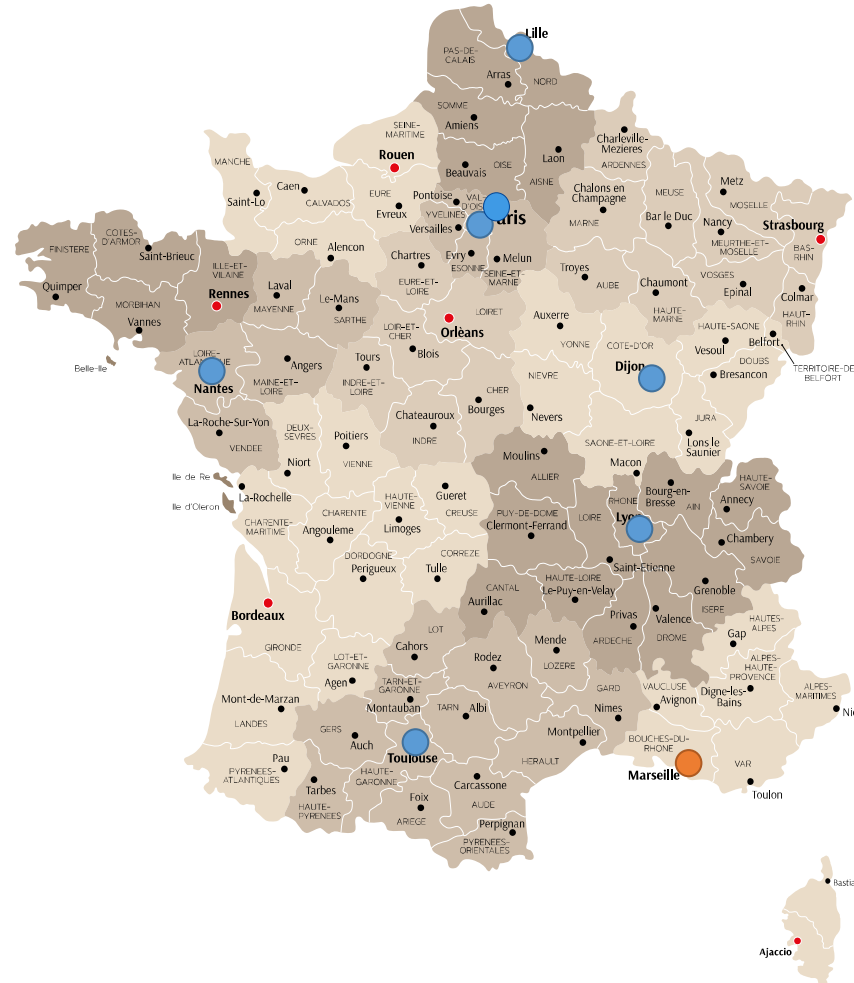 Lille
PAS-DE-
CALAIS
Arras
NORD
SOMME
Amiens
SEINE-
MARITIME
Rouen
OISE
Beauvais
Laon
AISNE
Charleville-
Mezieres
ARDENNES
MANCHE
Saint-Lo
Caen
CALVADOS
EURE
Evreux
Pontoise
VAL-
D'OIS
YVELINES
Versailles
aris
Evry
ESONNE
Melun
SEINE-ET-
MARNE
Chalons en
Champagne
MARNE
MEUSE
Bar le Duc
Metz
MOSELLE
Nancy
MEURTHE-ET-
MOSELLE
Strasbourg
BAS-
RHIN
COTES-
D'ARMOR
FINISTERE
Saint-Brieuc
Quimper
ILLE-ET-
VILAINE
Rennes
MORBIHAN
Vannes
Belle-Ile
ORNE
Alencon
Laval
MAYENNE
Le-Mans
SARTHE
Chartres
EURE-ET-
LOIRE
LOIRET
Orlèans
LOIR-ET-
CHER
Blois
Troyes
AUBE
Chaumont
HAUTE-
MARNE
VOSGES
Epinal
Colmar
HAUT-
RHIN
Auxerre
YONNE
COTE-D'OR
Dijon
HAUTE-SAONE
Vesoul
Belfort
DOUBS
Bresancon
TERRITOIRE-DE
BELFORT
LOIRE-
ATLANTIQUE
Nantes
Angers
MAINE-ET-
LOIRE
Tours
INDRE-ET-
LOIRE
CHER
Bourges
NIEVRE
Nevers
Chateauroux
INDRE
JURA
Lons le
Saunier
SAONE-ET-LOIRE
Macon
La-Roche-Sur-Yon
VENDEE
DEUX-
SEVRES
Poitiers
VIENNE
Niort
Ile de Re
La-Rochelle
Ile d'Oleron
CHARENTE-
MARITIME
CHARENTE
Angouleme
HAUTE-
VIENNE
Limoges
Gueret
CREUSE
Moulins
ALLIER
PUY-DE-DOME
Clermont-Ferrand
LOIRE
RHONE
Lyon
Bourg-en-
Bresse
AIN
HAUTE-
SAVOIE
Annecy
Chambery
SAVOIE
Saint-Etienne
DORDOGNE
Perigueux
CORREZE
Tulle
CANTAL
Aurillac
HAUTE-LOIRE
Le-Puy-en-Velay
Grenoble
ISERE
Privas
ARDECHE
Valence
DROME
Bordeaux
GIRONDE
LOT
Cahors
LOT-ET-
GARONNE
Agen
Rodez
AVEYRON
Mende
LOZERE
HAUTES-
ALPES
Gap
ALPES-
HAUTE-
PROVENCE
Digne-les-
Bains
ALPES-
MARITIMES
Ni
Mont-de-Marzan
LANDES
TARN-ET-
GARONNE
Montauban
TARN
Albi
GARD
Nimes
VAUCLUSE
Avignon
GERS
Auch
Toulouse
Montpellier
HERAULT
BOUCHES-DU-
RHONE
Marseille
VAR
Toulon
Pau
PYRENEES-
ATLANTIQUES
Tarbes
HAUTE-
PYRENEES
HAUTE-
GARONNE
Foix
ARIEGE
Carcassone
AUDE
Perpignan
PYRENEES-
ORIENTALES
Bastia
Ajaccio